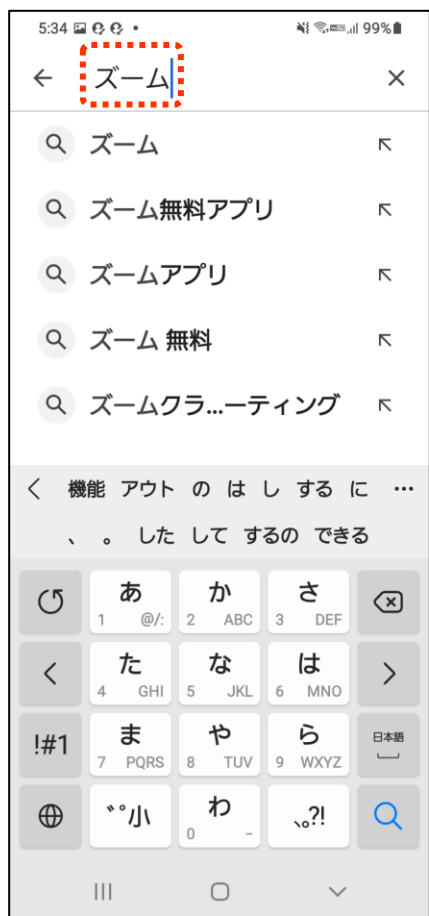 5:34 99%
ズーム
ズーム
ズーム無料アプリ
ズームアプリ
ズーム 無料
ズームクラ...ーティング
機能 アウト の は し する に ...
、 。 した して するの できる
あ か さ
1 @/: 2 ABC 3 DEF
た な は
4 GHI 5 JKL 6 MNO
!#1 ま や ら 日本語
7 PQRS 8 TUV 9 WXYZ
゛゜小 わ 、。?!
0 –